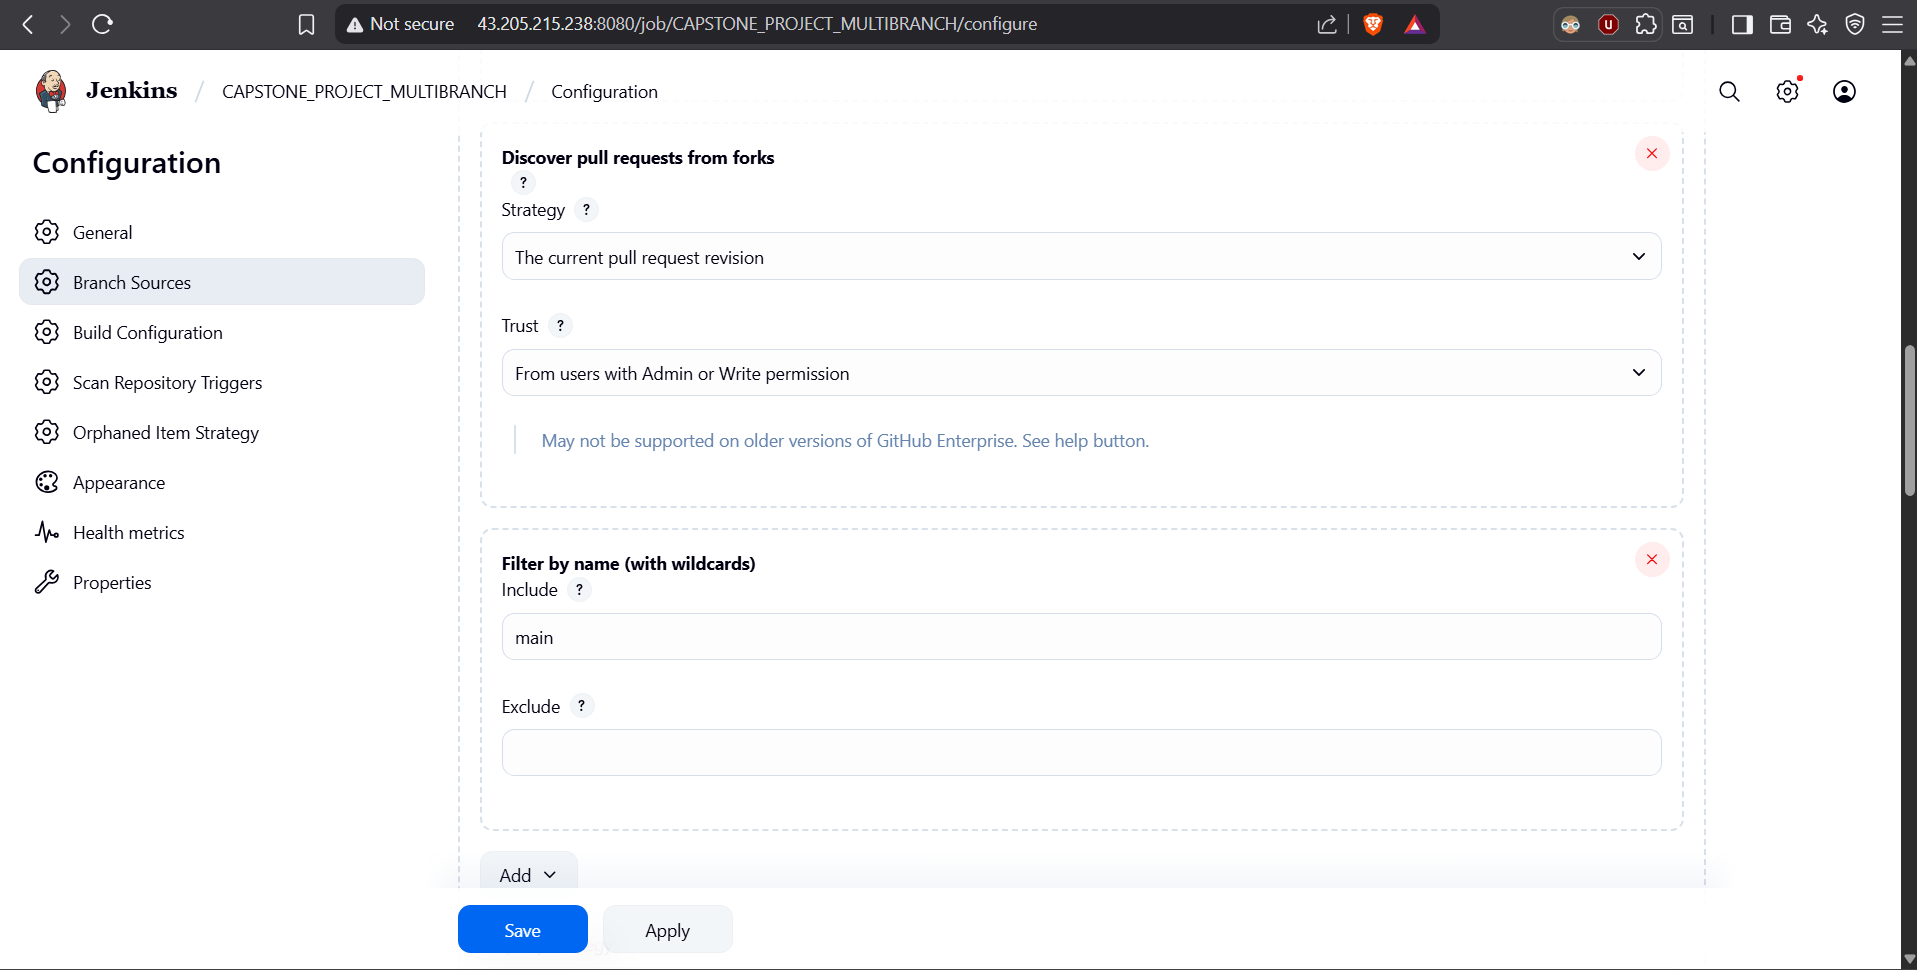 Not secure 43.205.215.238:8080/job/CAPSTONE_PROJECT_MULTIBRANCH/configure
Jenkins / CAPSTONE_PROJECT_MULTIBRANCH / Configuration
Configuration
General
Branch Sources
Build Configuration
Scan Repository Triggers
Orphaned Item Strategy
Appearance
Health metrics
Properties
Discover pull requests from forks
?
Strategy ?
The current pull request revision
Trust ?
From users with Admin or Write permission
May not be supported on older versions of GitHub Enterprise. See help button.
Filter by name (with wildcards)
Include ?
main
Exclude ?
Add
Save Apply